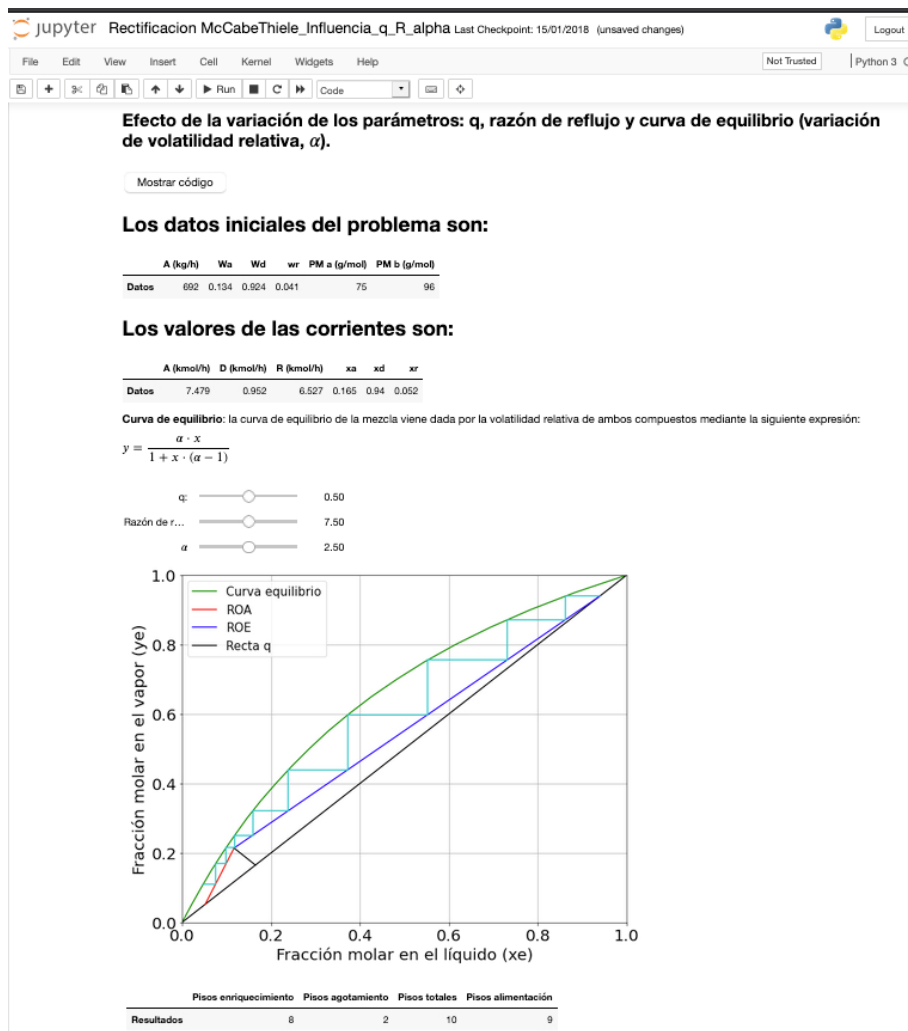 jupyter Rectificacion McCabeThiele_Influencia_q_R_alpha Last Checkpoint: 15/01/2018 (unsaved changes) Logout
File Edit View Insert Cell Kernel Widgets Help Not Trusted Python 3
Run Code
Efecto de la variación de los parámetros: q, razón de reflujo y curva de equilibrio (variación
de volatilidad relativa, α).
Mostrar código
Los datos iniciales del problema son:
A (kg/h) Wa Wd wr PM a (g/mol) PM b (g/mol)
Datos 692 0.134 0.924 0.041 75 96
Los valores de las corrientes son:
A (kmol/h) D (kmol/h) R (kmol/h) xa xd xr
Datos 7.479 0.952 6.527 0.165 0.94 0.052
Curva de equilibrio: la curva de equilibrio de la mezcla viene dada por la volatilidad relativa de ambos compuestos mediante la siguiente expresión:
y = α · x / 1 + x · (α − 1)
q: 0.50
Razón de r... 7.50
α 2.50
Curva equilibrio
ROA
ROE
Recta q
1.0
0.8
0.6
0.4
0.2
0.0
Fracción molar en el vapor (ye)
0.0 0.2 0.4 0.6 0.8 1.0
Fracción molar en el líquido (xe)
Pisos enriquecimiento Pisos agotamiento Pisos totales Pisos alimentación
Resultados 8 2 10 9